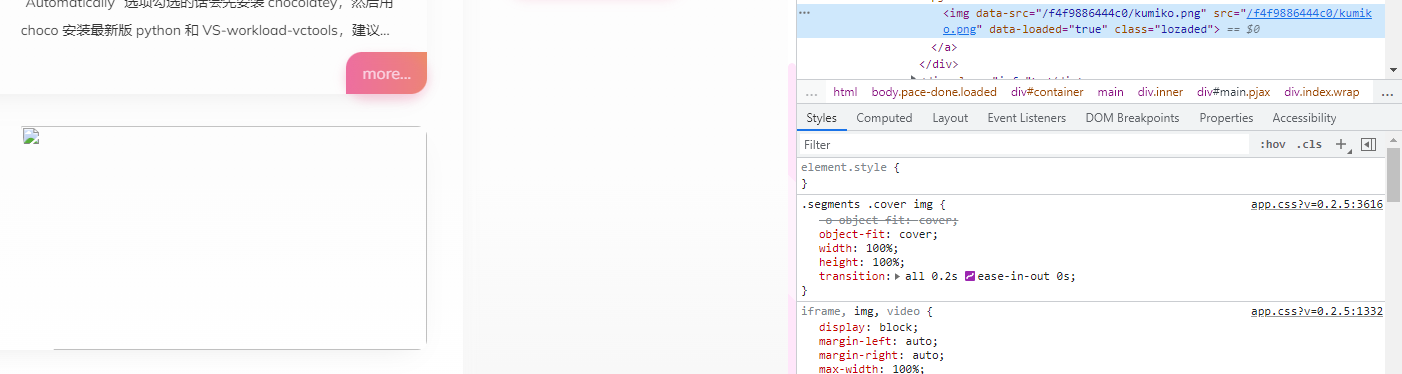 "Automatically" 选项勾选的话会先安装 chocolatey，然后用
choco 安装最新版 python 和 VS-workload-vctools，建议...
more...
<img data-src="/f4f9886444c0/kumiko.png" src="/f4f9886444c0/kumik
o.png" data-loaded="true" class="lozaded"> == $0
</a>
</div>
... html body.pace-done.loaded div#container main div.inner div#main.pjax div.index.wrap ...
Styles Computed Layout Event Listeners DOM Breakpoints Properties Accessibility
Filter :hov .cls
element.style {
}
.segments .cover img { app.css?v=0.2.5:3616
-o-object-fit: cover;
object-fit: cover;
width: 100%;
height: 100%;
transition: all 0.2s ease-in-out 0s;
}
iframe, img, video { app.css?v=0.2.5:1332
display: block;
margin-left: auto;
margin-right: auto;
max-width: 100%;